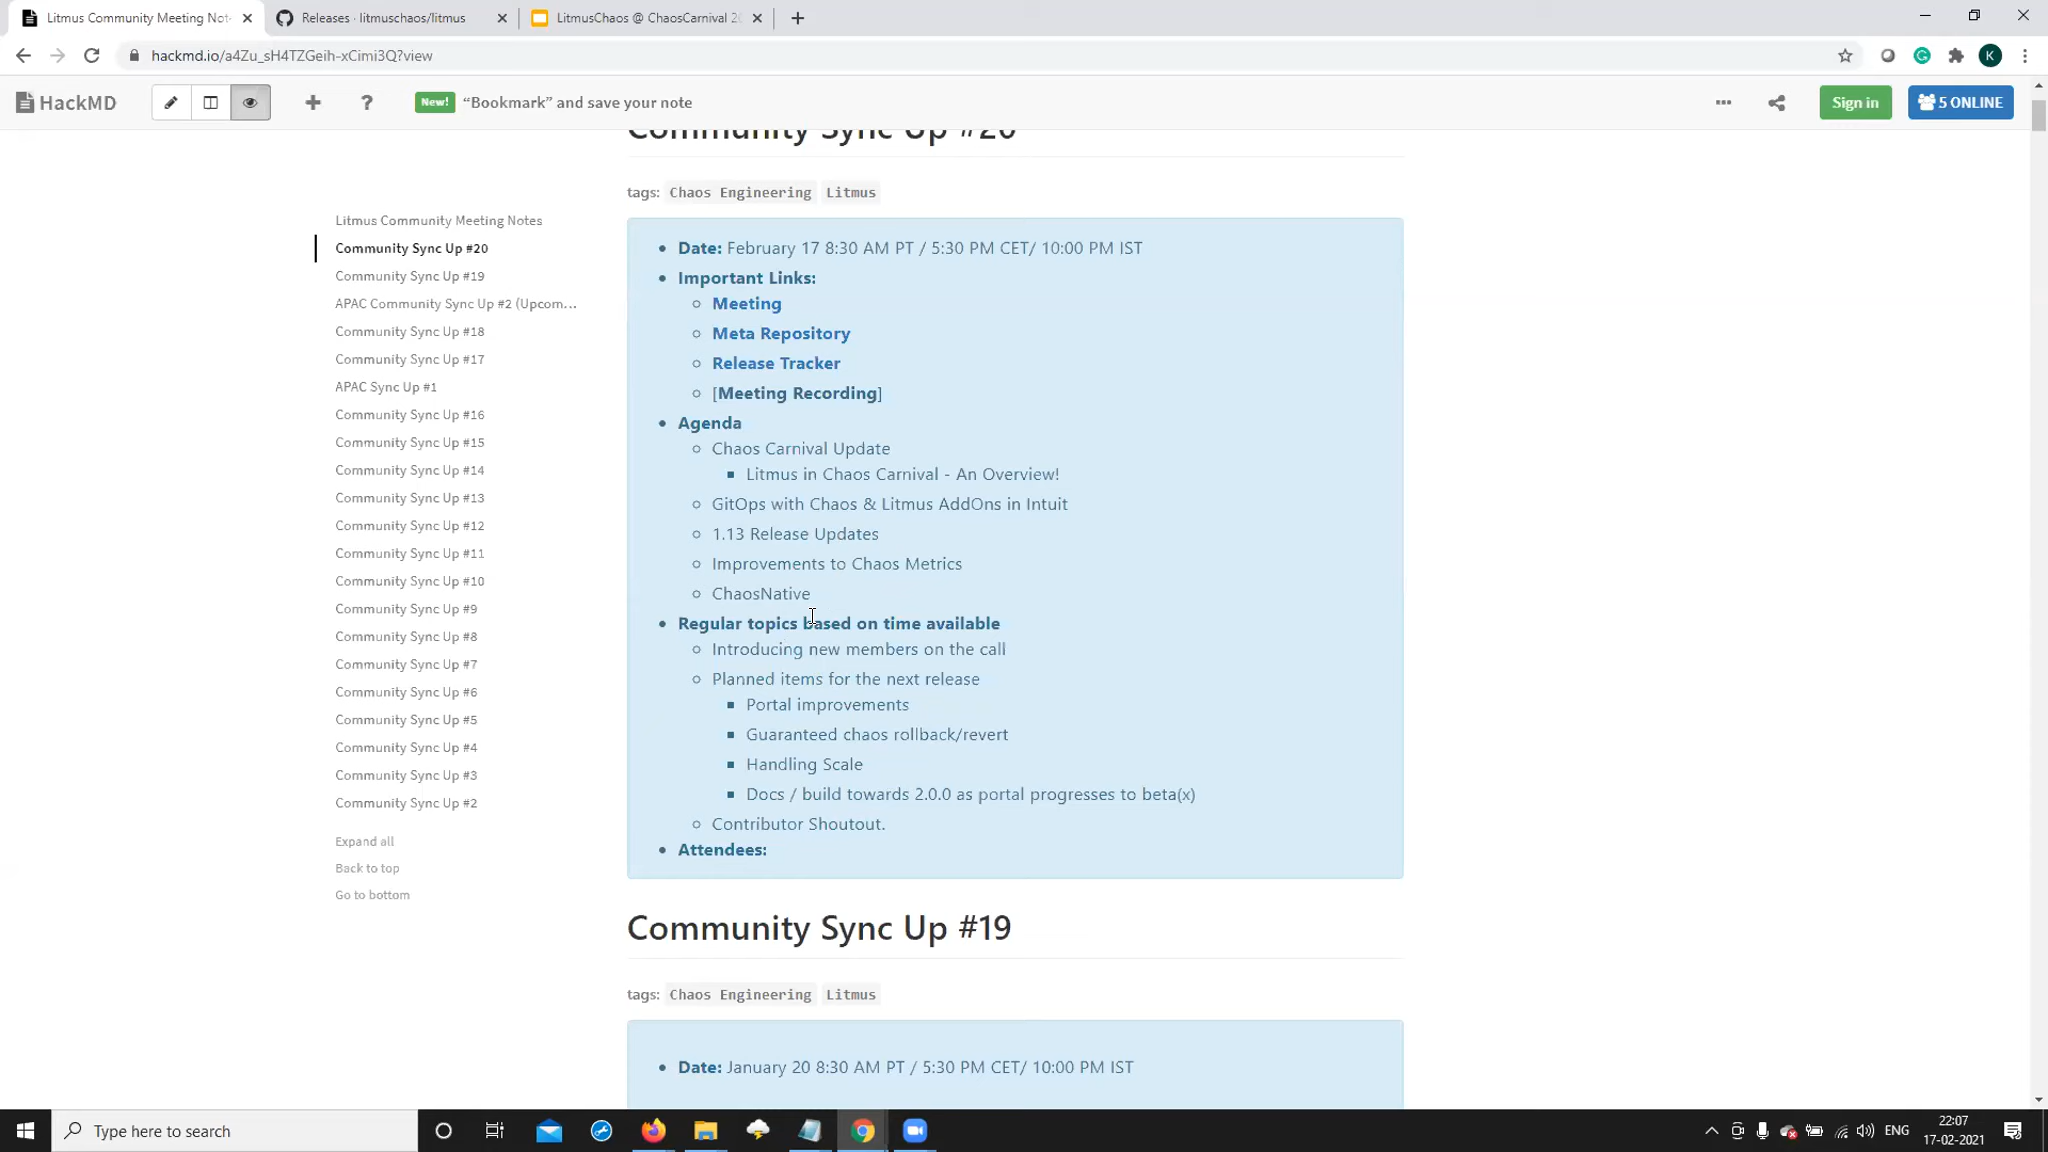 Litmus Community Meeting Not
Releases · litmuschaos/litmus
LitmusChaos @ ChaosCarnival 20
hackmd.io/a4Zu_sH4TZGeih-xCimi3Q?view
K
HackMD
New! "Bookmark" and save your note
Sign in
5 ONLINE
Community Sync Up #20
tags: Chaos Engineering Litmus
Litmus Community Meeting Notes
Community Sync Up #20
Community Sync Up #19
APAC Community Sync Up #2 (Upcom...
Community Sync Up #18
Community Sync Up #17
APAC Sync Up #1
Community Sync Up #16
Community Sync Up #15
Community Sync Up #14
Community Sync Up #13
Community Sync Up #12
Community Sync Up #11
Community Sync Up #10
Community Sync Up #9
Community Sync Up #8
Community Sync Up #7
Community Sync Up #6
Community Sync Up #5
Community Sync Up #4
Community Sync Up #3
Community Sync Up #2
Expand all
Back to top
Go to bottom
Date: February 17 8:30 AM PT / 5:30 PM CET/ 10:00 PM IST
Important Links:
Meeting
Meta Repository
Release Tracker
[Meeting Recording]
Agenda
Chaos Carnival Update
Litmus in Chaos Carnival - An Overview!
GitOps with Chaos & Litmus AddOns in Intuit
1.13 Release Updates
Improvements to Chaos Metrics
ChaosNative
Regular topics based on time available
Introducing new members on the call
Planned items for the next release
Portal improvements
Guaranteed chaos rollback/revert
Handling Scale
Docs / build towards 2.0.0 as portal progresses to beta(x)
Contributor Shoutout.
Attendees:
Community Sync Up #19
tags: Chaos Engineering Litmus
Date: January 20 8:30 AM PT / 5:30 PM CET/ 10:00 PM IST
Type here to search
ENG
22:07
17-02-2021